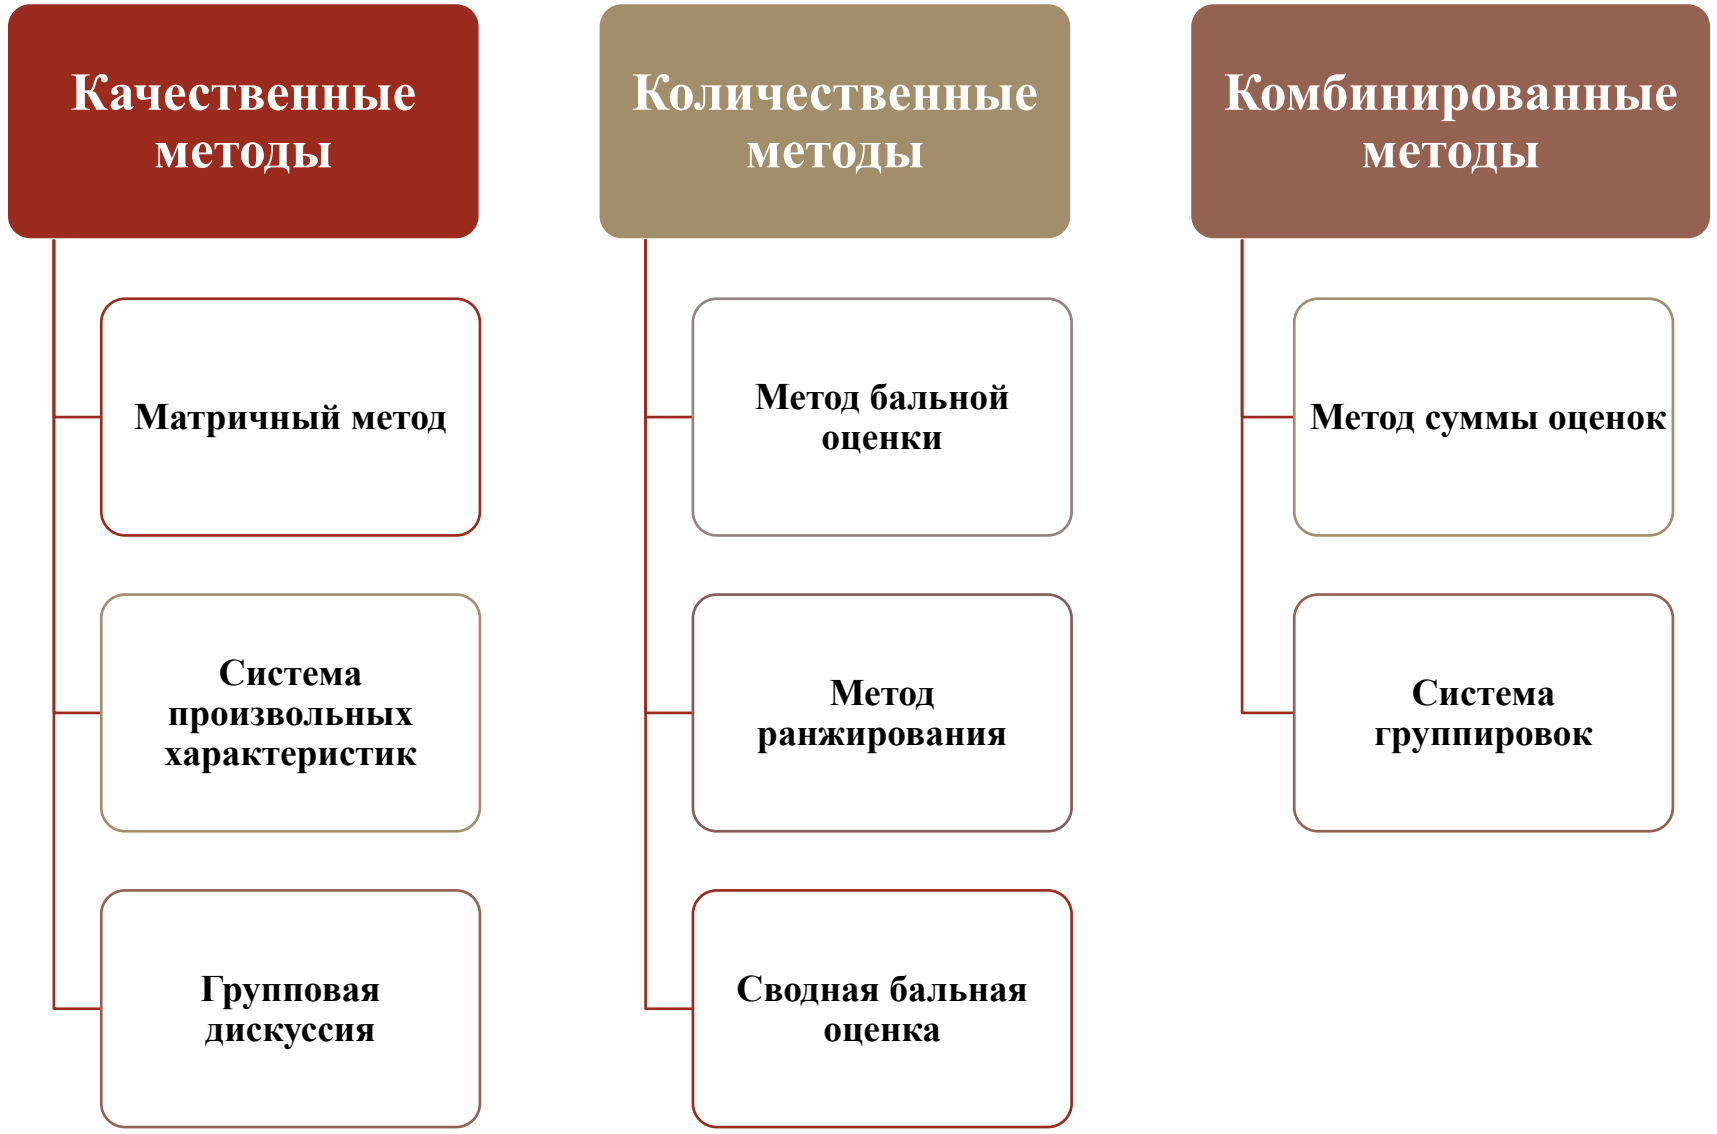 Качественные
методы
Матричный метод
Система
произвольных
характеристик
Групповая
дискуссия
Количественные
методы
Метод бальной
оценки
Метод
ранжирования
Сводная бальная
оценка
Комбинированные
методы
Метод суммы оценок
Система
группировок